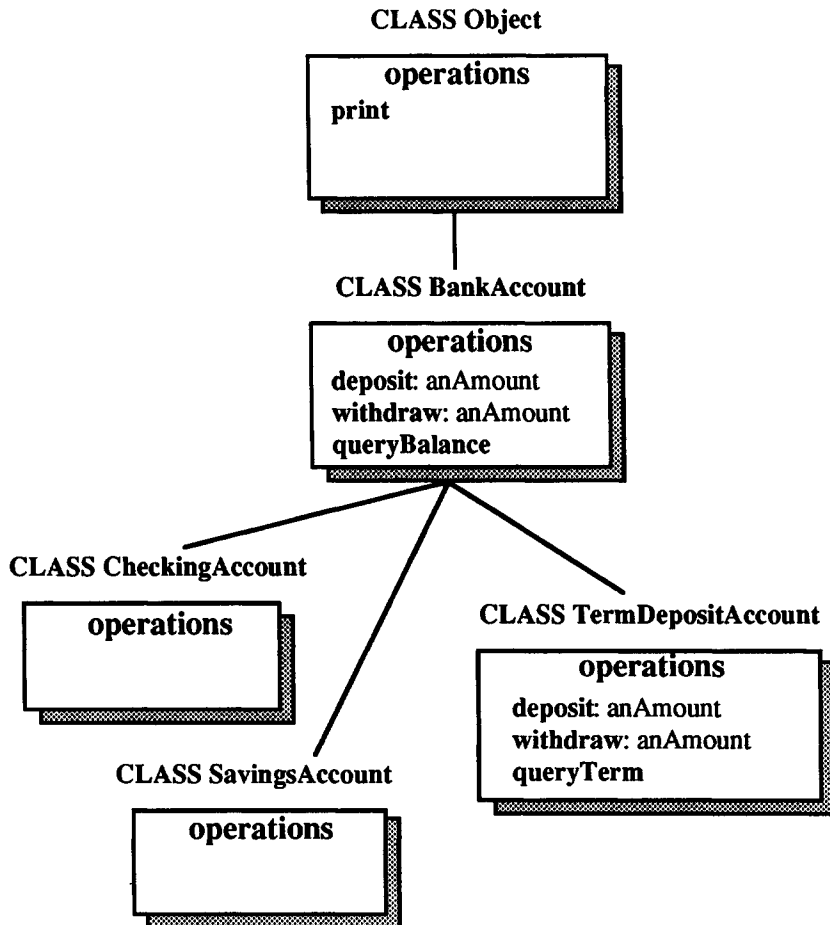 CLASS Object
operations
print
CLASS BankAccount
operations
deposit: anAmount
withdraw: anAmount
queryBalance
CLASS CheckingAccount
operations
CLASS TermDepositAccount
operations
deposit: anAmount
withdraw: anAmount
queryTerm
CLASS SavingsAccount
operations